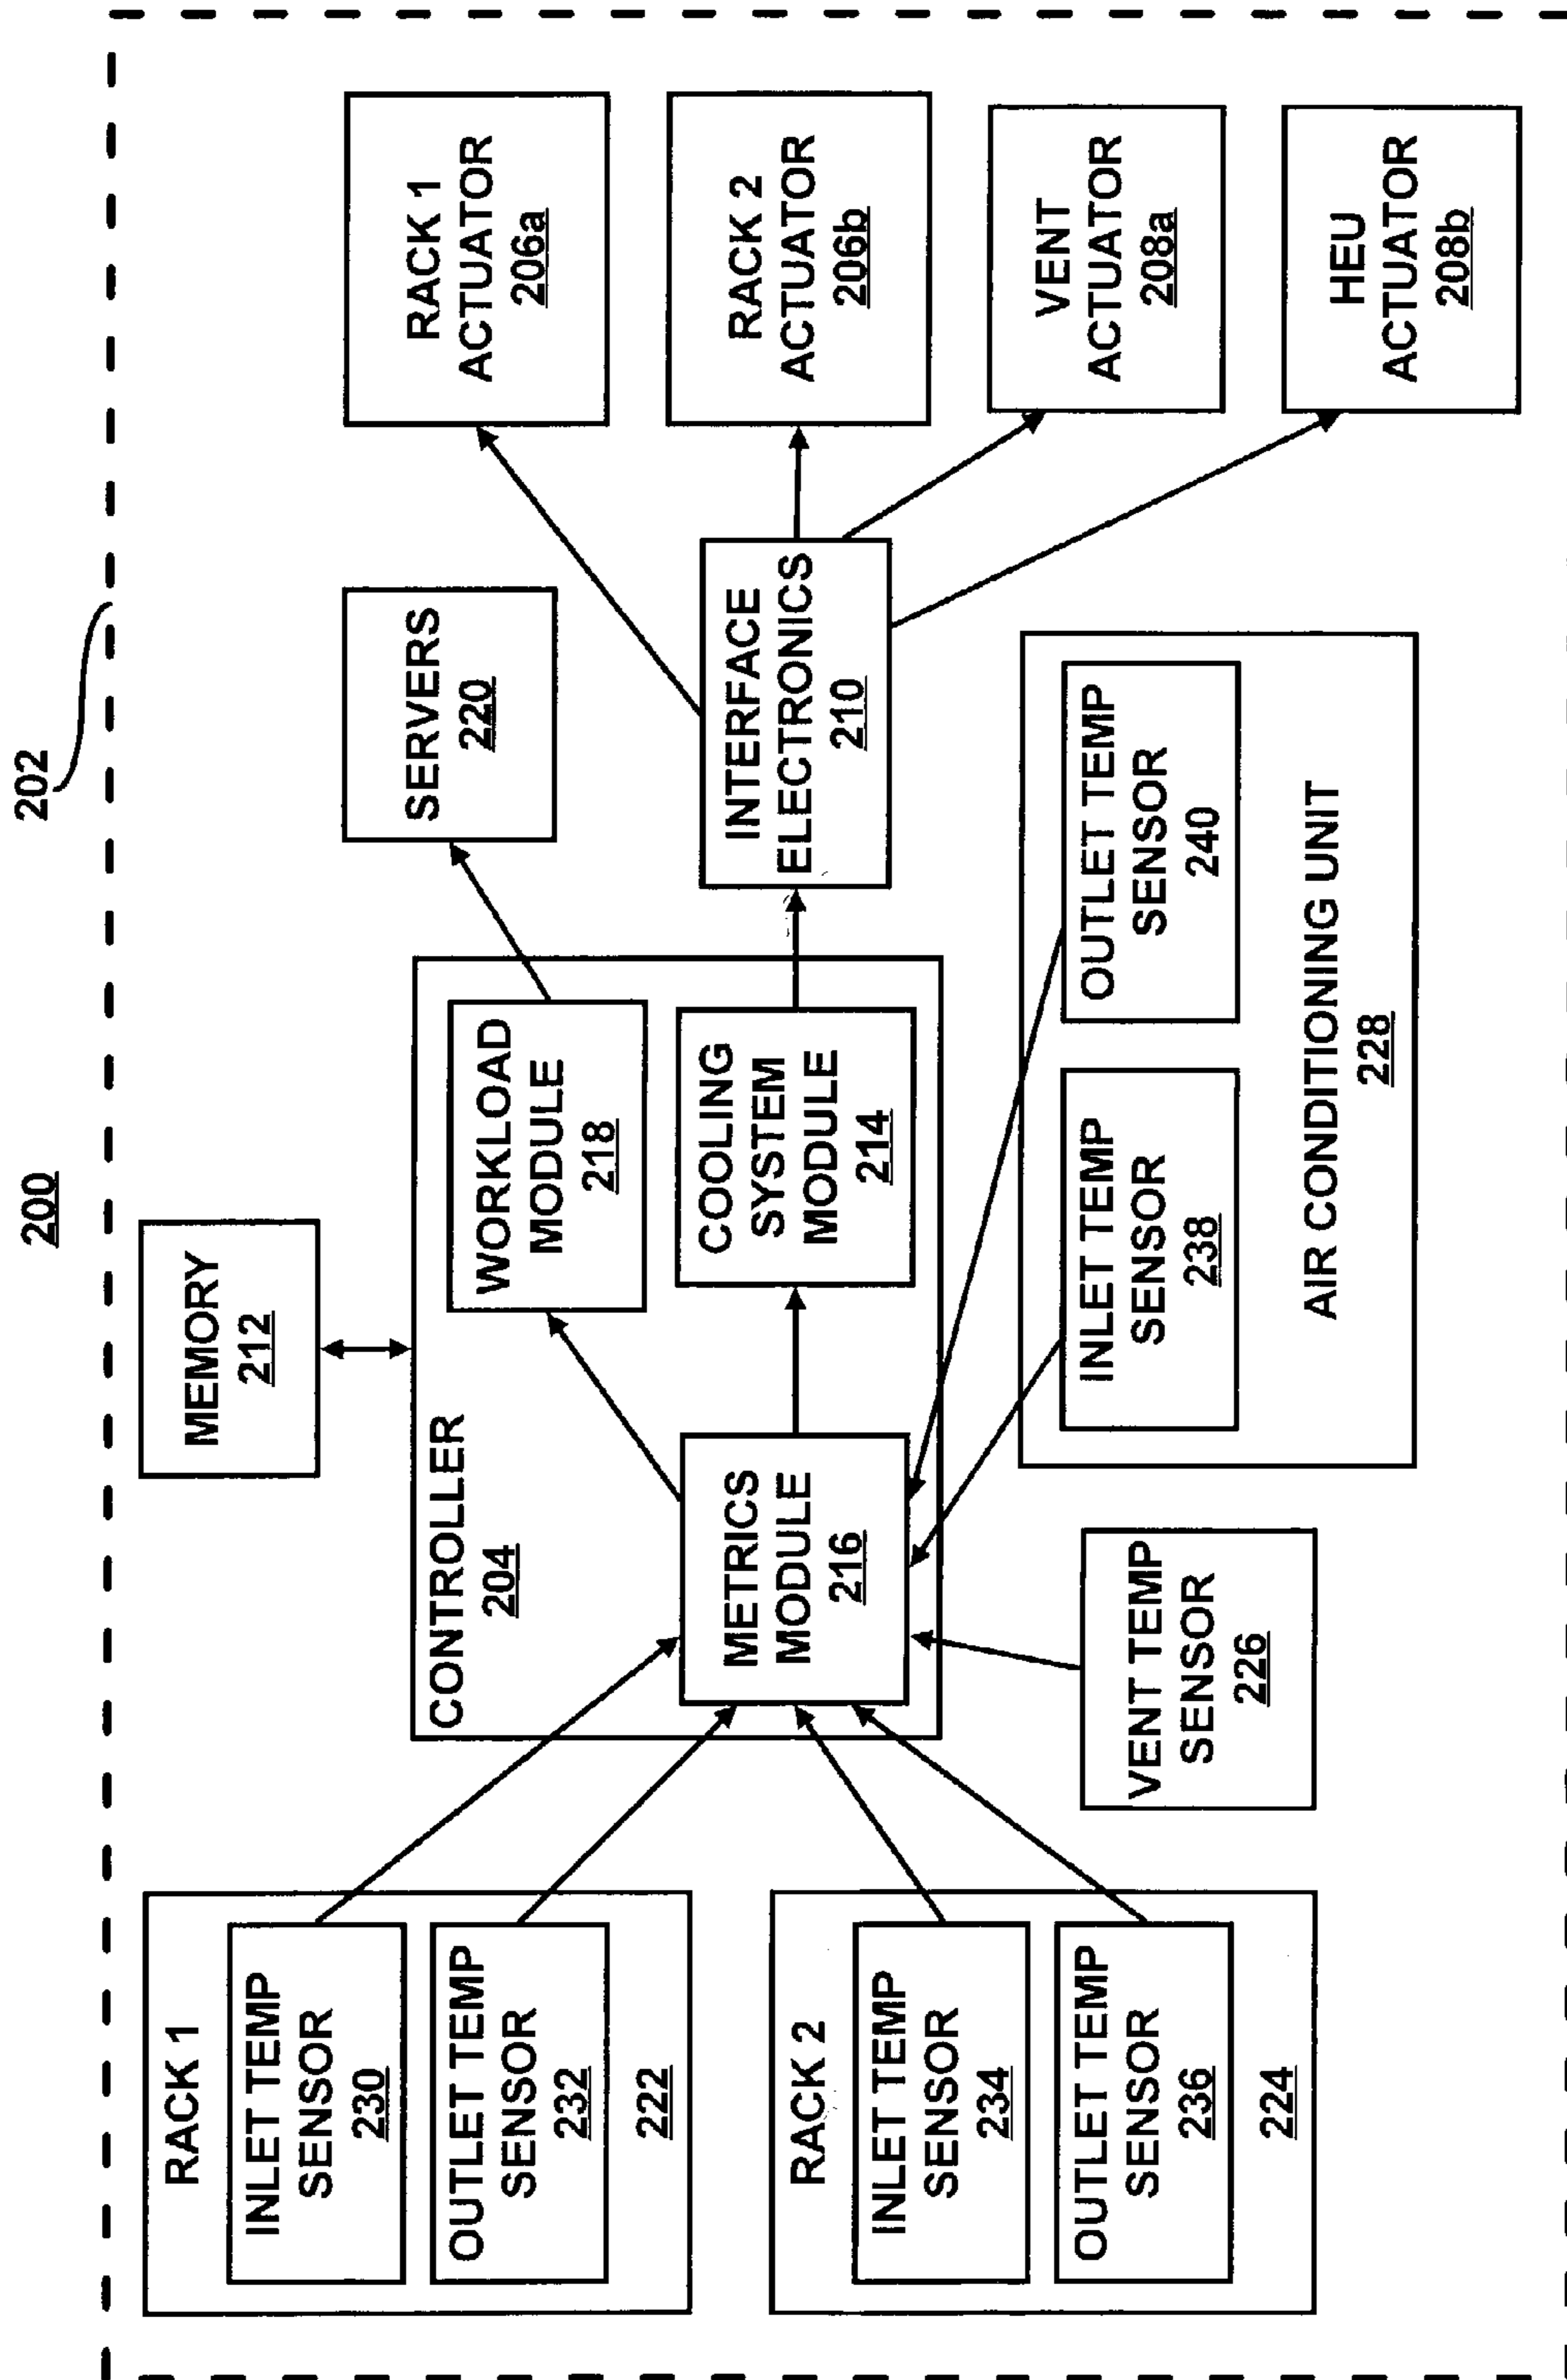 200
202
MEMORY
212
SERVERS
220
RACK 1
ACTUATOR
206a
RACK 2
ACTUATOR
206b
VENT
ACTUATOR
208a
HEU
ACTUATOR
208b
INTERFACE
ELECTRONICS
210
CONTROLLER
204
WORKLOAD
MODULE
218
COOLING
SYSTEM
MODULE
214
METRICS
MODULE
216
RACK 1
INLET TEMP
SENSOR
230
OUTLET TEMP
SENSOR
232
222
RACK 2
INLET TEMP
SENSOR
234
OUTLET TEMP
SENSOR
236
224
VENT TEMP
SENSOR
226
INLET TEMP
SENSOR
238
OUTLET TEMP
SENSOR
240
AIR CONDITIONING UNIT
228